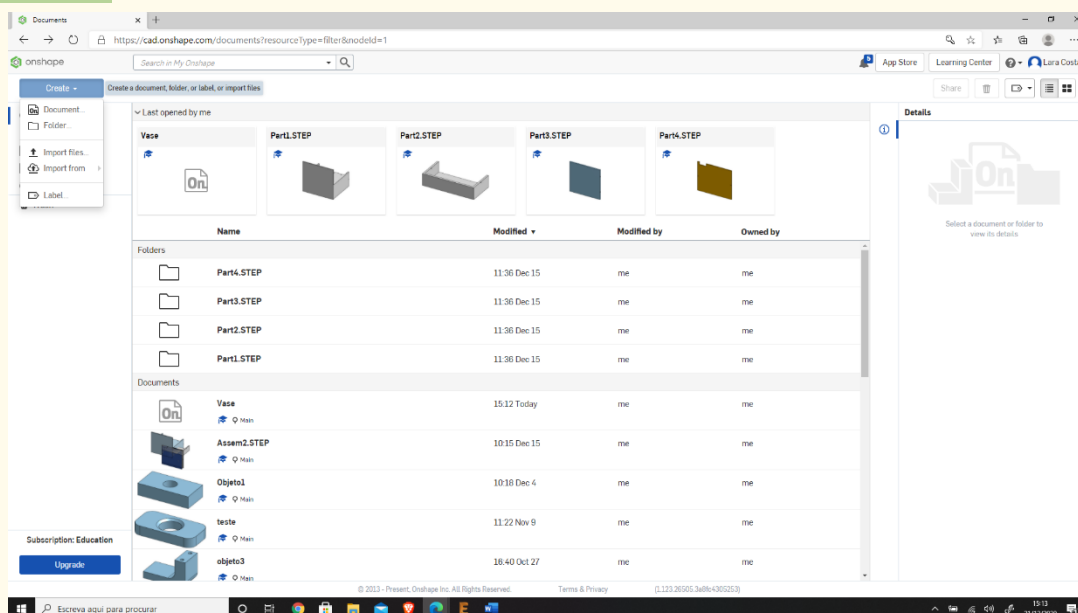 Documents
https://cad.onshape.com/documents?resourceType=filter&nodeId=1
onshape
Search in My Onshape
App Store
Learning Center
Lara Costa
Create
Create a document, folder, or label, or import files
Share
Document...
Folder...
Import files...
Import from
Label...
Last opened by me
Vase
Part1.STEP
Part2.STEP
Part3.STEP
Part4.STEP
On
Details
On
Select a document or folder to
view its details
Name Modified Modified by Owned by
Folders
Part4.STEP 11:36 Dec 15 me me
Part3.STEP 11:36 Dec 15 me me
Part2.STEP 11:36 Dec 15 me me
Part1.STEP 11:36 Dec 15 me me
Documents
On Vase 15:12 Today me me
Main
Assem2.STEP 10:15 Dec 15 me me
Main
Objeto1 10:18 Dec 4 me me
Main
teste 11:22 Nov 9 me me
Main
objeto3 16:40 Oct 27 me me
Main
Subscription: Education
Upgrade
© 2013 - Present, Onshape Inc. All Rights Reserved.
Terms & Privacy
Escreva aqui para procurar
15:13